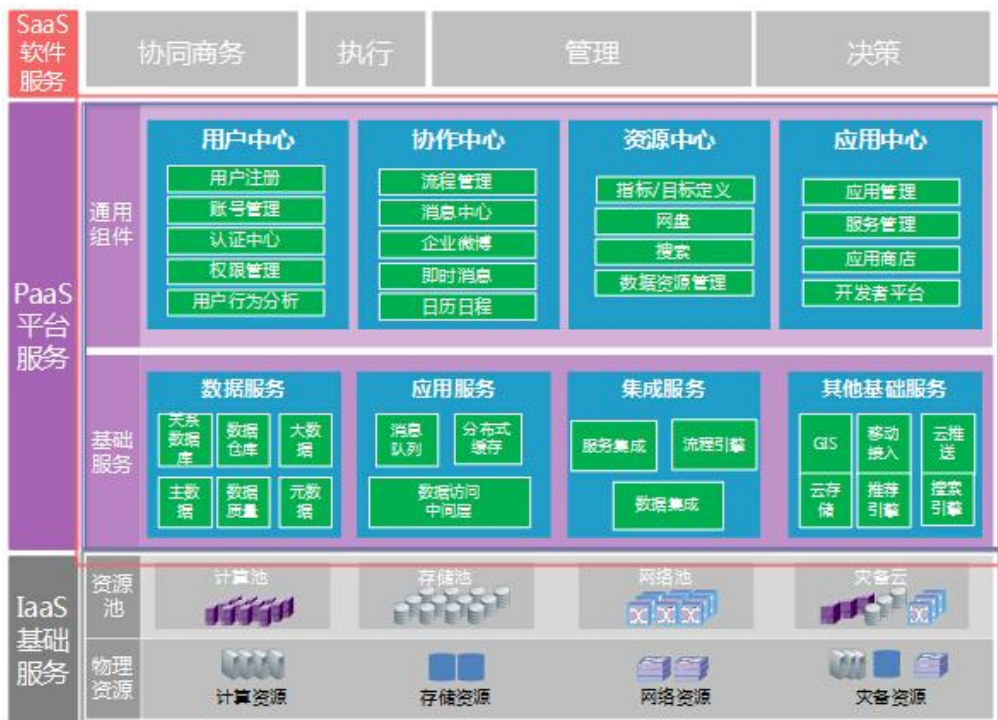 SaaS
软件
服务
协同商务
执行
管理
决策
PaaS
平台
服务
通用
组件
用户中心
用户注册
账号管理
认证中心
权限管理
用户行为分析
协作中心
流程管理
消息中心
企业微博
即时消息
日历日程
资源中心
指标/目标定义
网盘
搜索
数据资源管理
应用中心
应用管理
服务管理
应用商店
开发者平台
基础
服务
数据服务
关系
数据
库
数据
仓库
大数
据
主数
据
数据
质量
元数
据
应用服务
消息
队列
分布式
缓存
数据访问
中间层
集成服务
服务集成
流程引擎
数据集成
其他基础服务
GIS
移动
接入
云推
送
云存
储
推荐
引擎
搜索
引擎
IaaS
基础
服务
资源
池
计算池
存储池
网络池
灾备云
物理
资源
计算资源
存储资源
网络资源
灾备资源